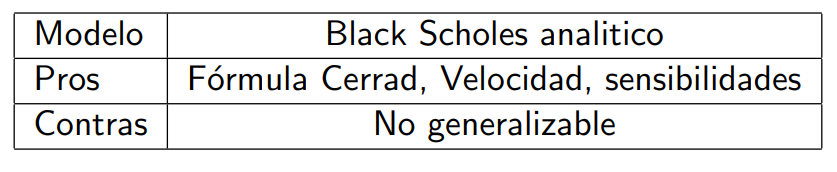 Modelo Black Scholes analitico
Pros Fórmula Cerrad, Velocidad, sensibilidades
Contras No generalizable